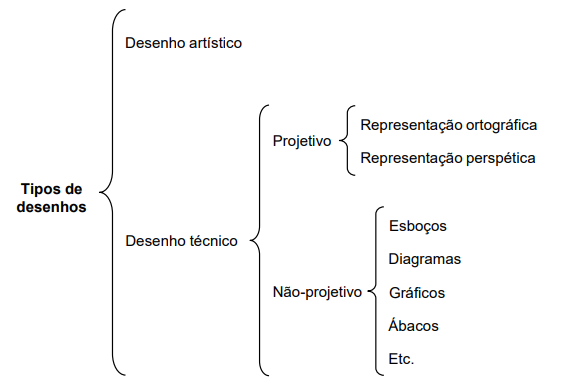 Tipos de
desenhos
Desenho artístico
Desenho técnico
Projetivo
Representação ortográfica
Representação perspética
Não-projetivo
Esboços
Diagramas
Gráficos
Ábacos
Etc.